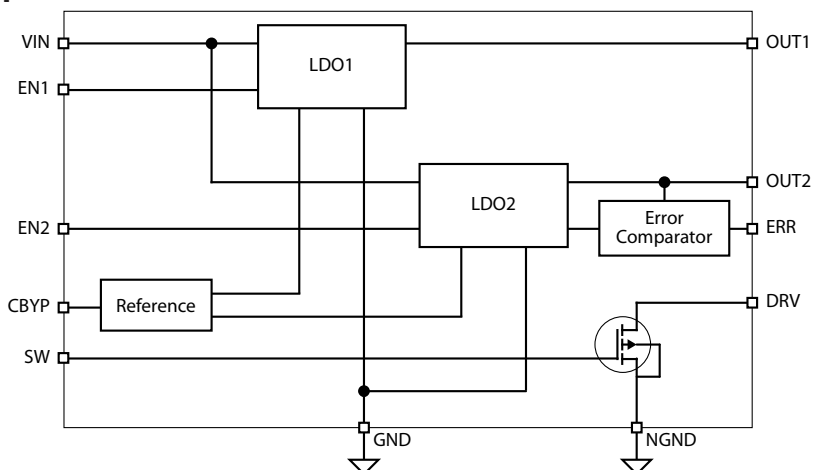 VIN
LDO1
OUT1
EN1
OUT2
LDO2
EN2
Error
Comparator
ERR
CBYP
Reference
DRV
SW
GND
NGND